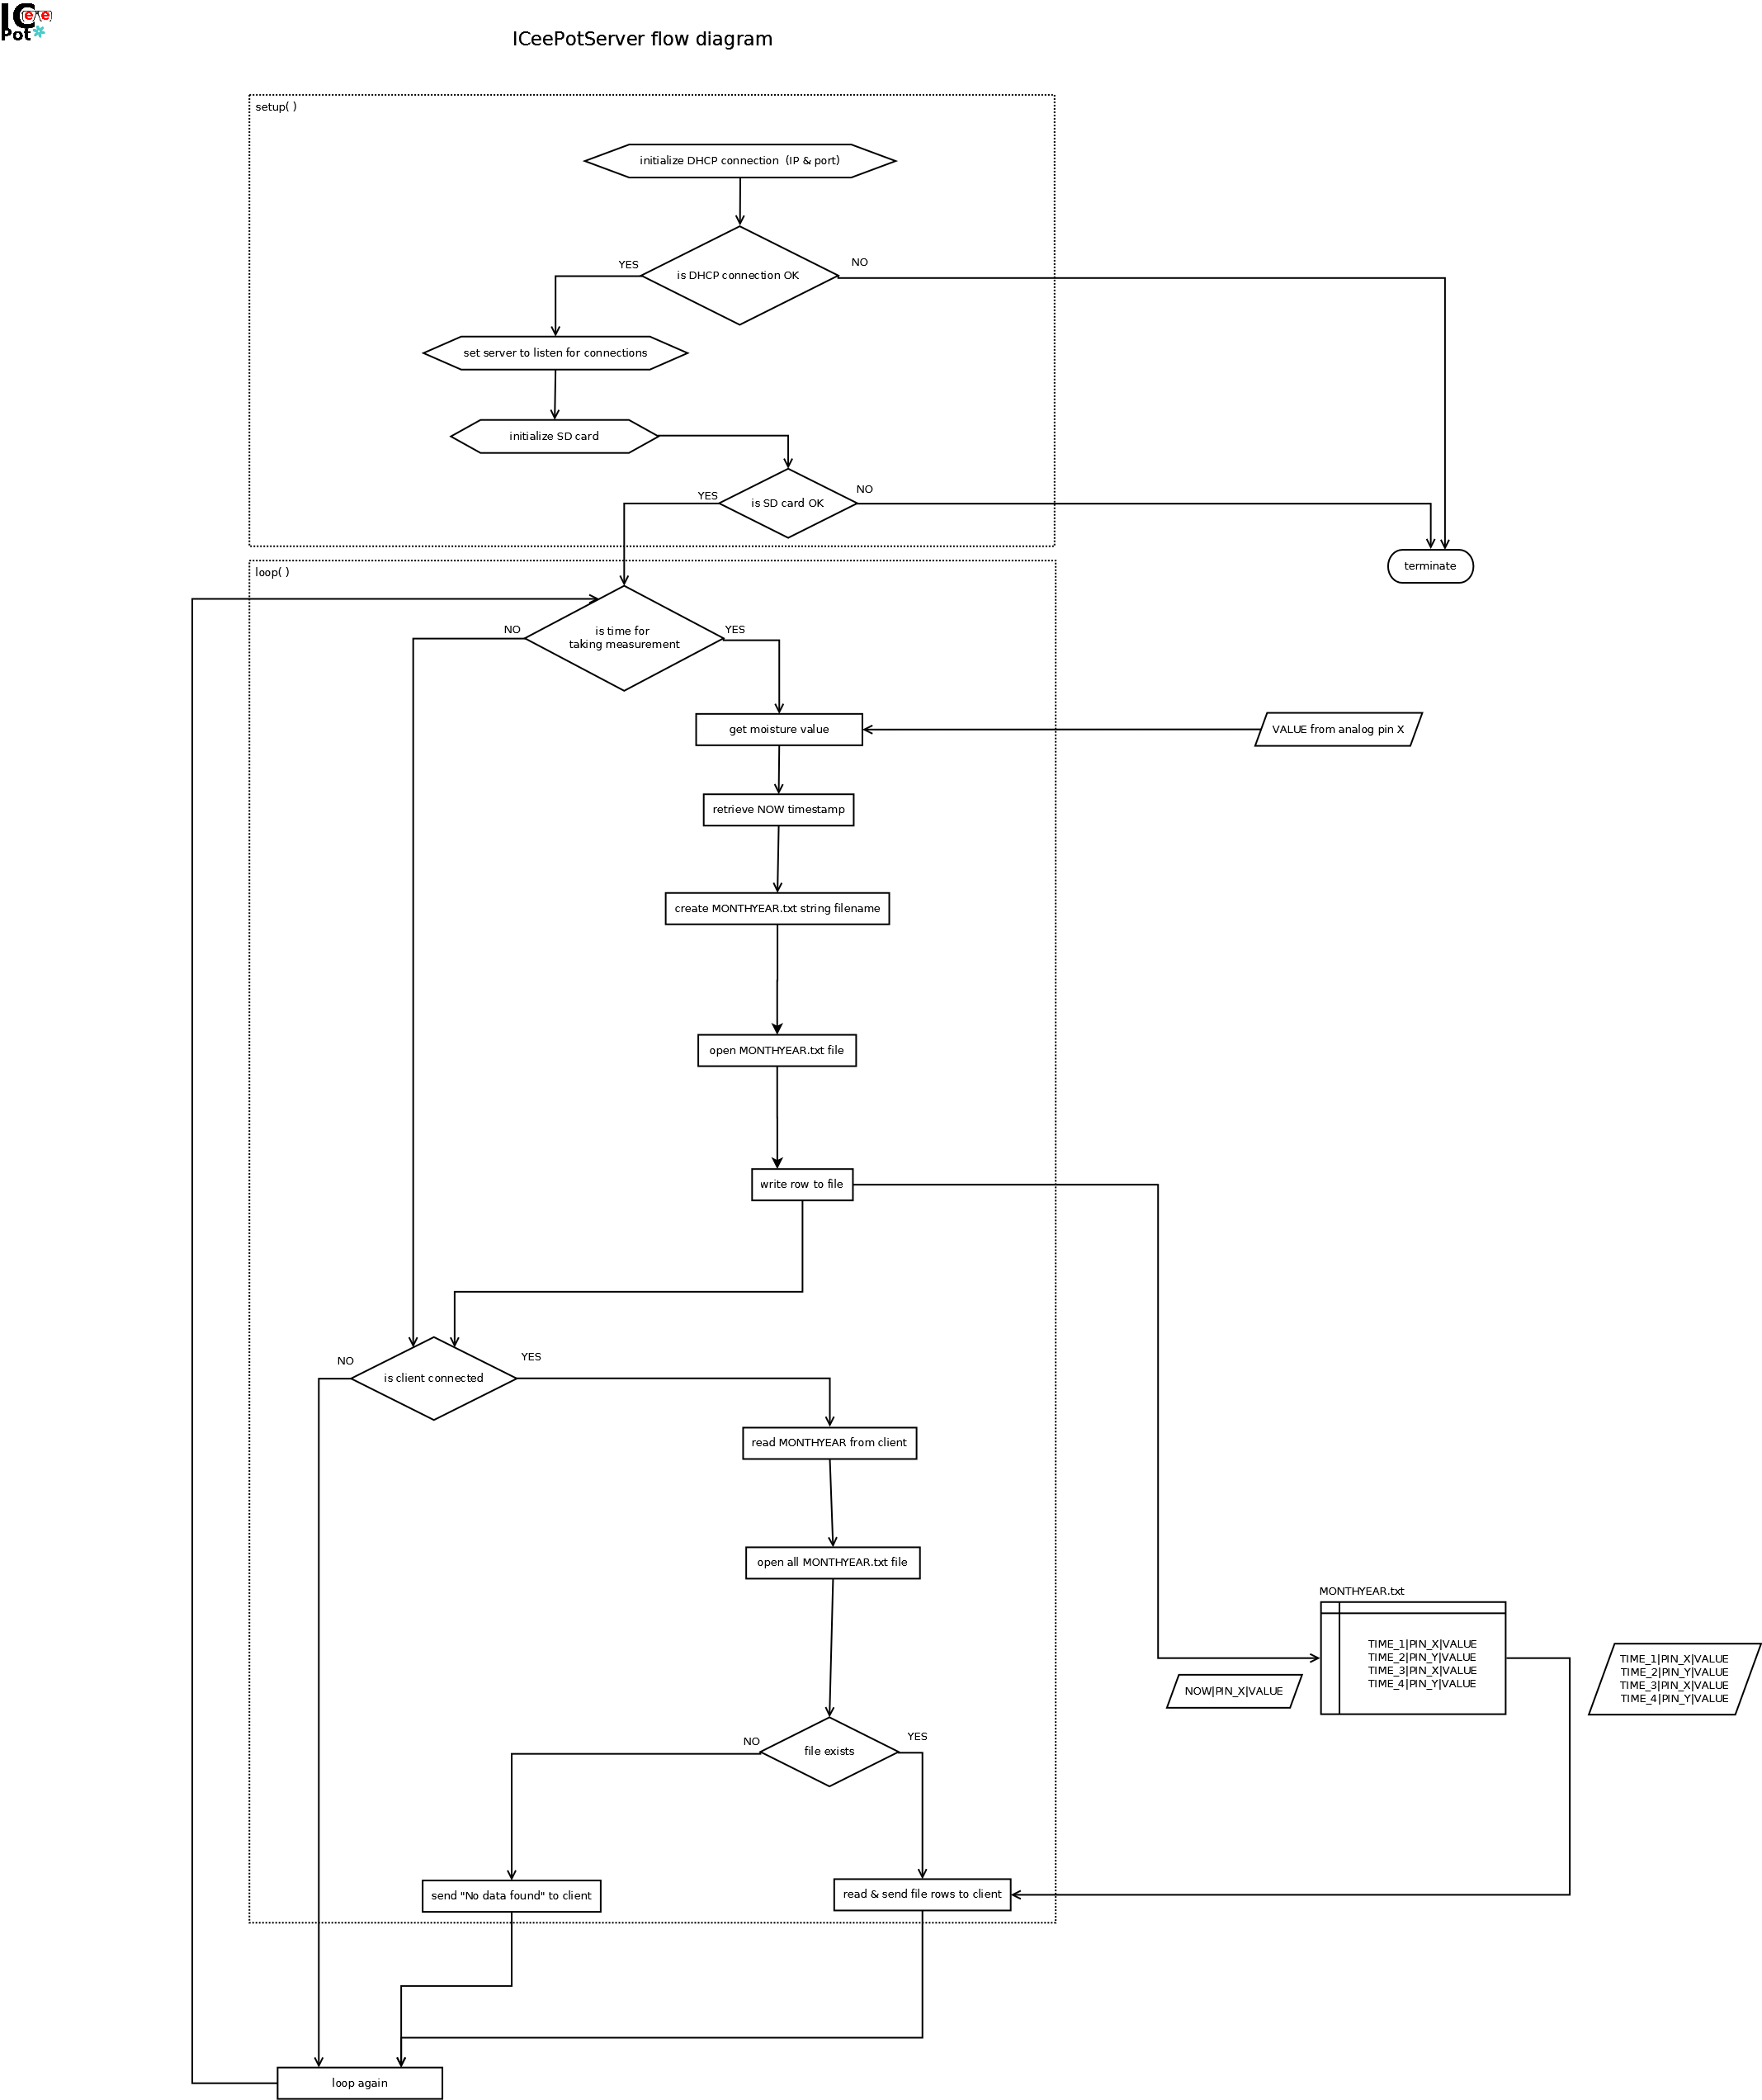 ICee
Pot
ICeePotServer flow diagram
setup( )
initialize DHCP connection  (IP & port)
is DHCP connection OK
YES
NO
set server to listen for connections
initialize SD card
is SD card OK
YES
NO
terminate
loop( )
is time for
taking measurement
NO
YES
get moisture value
VALUE from analog pin X
retrieve NOW timestamp
create MONTHYEAR.txt string filename
open MONTHYEAR.txt file
write row to file
is client connected
NO
YES
read MONTHYEAR from client
open all MONTHYEAR.txt file
MONTHYEAR.txt
TIME_1|PIN_X|VALUE
TIME_2|PIN_Y|VALUE
TIME_3|PIN_X|VALUE
TIME_4|PIN_Y|VALUE
TIME_1|PIN_X|VALUE
TIME_2|PIN_Y|VALUE
TIME_3|PIN_X|VALUE
TIME_4|PIN_Y|VALUE
NOW|PIN_X|VALUE
file exists
NO
YES
send "No data found" to client
read & send file rows to client
loop again